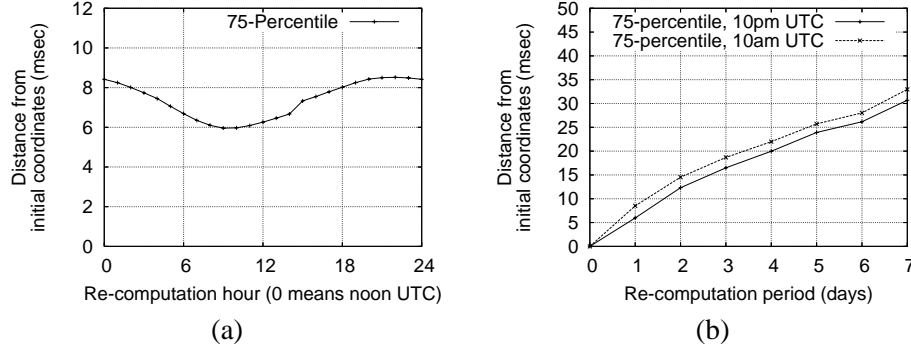 12
10
8
6
4
2
0
75-Percentile
Distance from
initial coordinates (msec)
0 6 12 18 24
Re-computation hour (0 means noon UTC)
(a)
50
45
40
35
30
25
20
15
10
5
0
75-percentile, 10pm UTC
75-percentile, 10am UTC
Distance from
initial coordinates (msec)
0 1 2 3 4 5 6 7
Re-computation period (days)
(b)